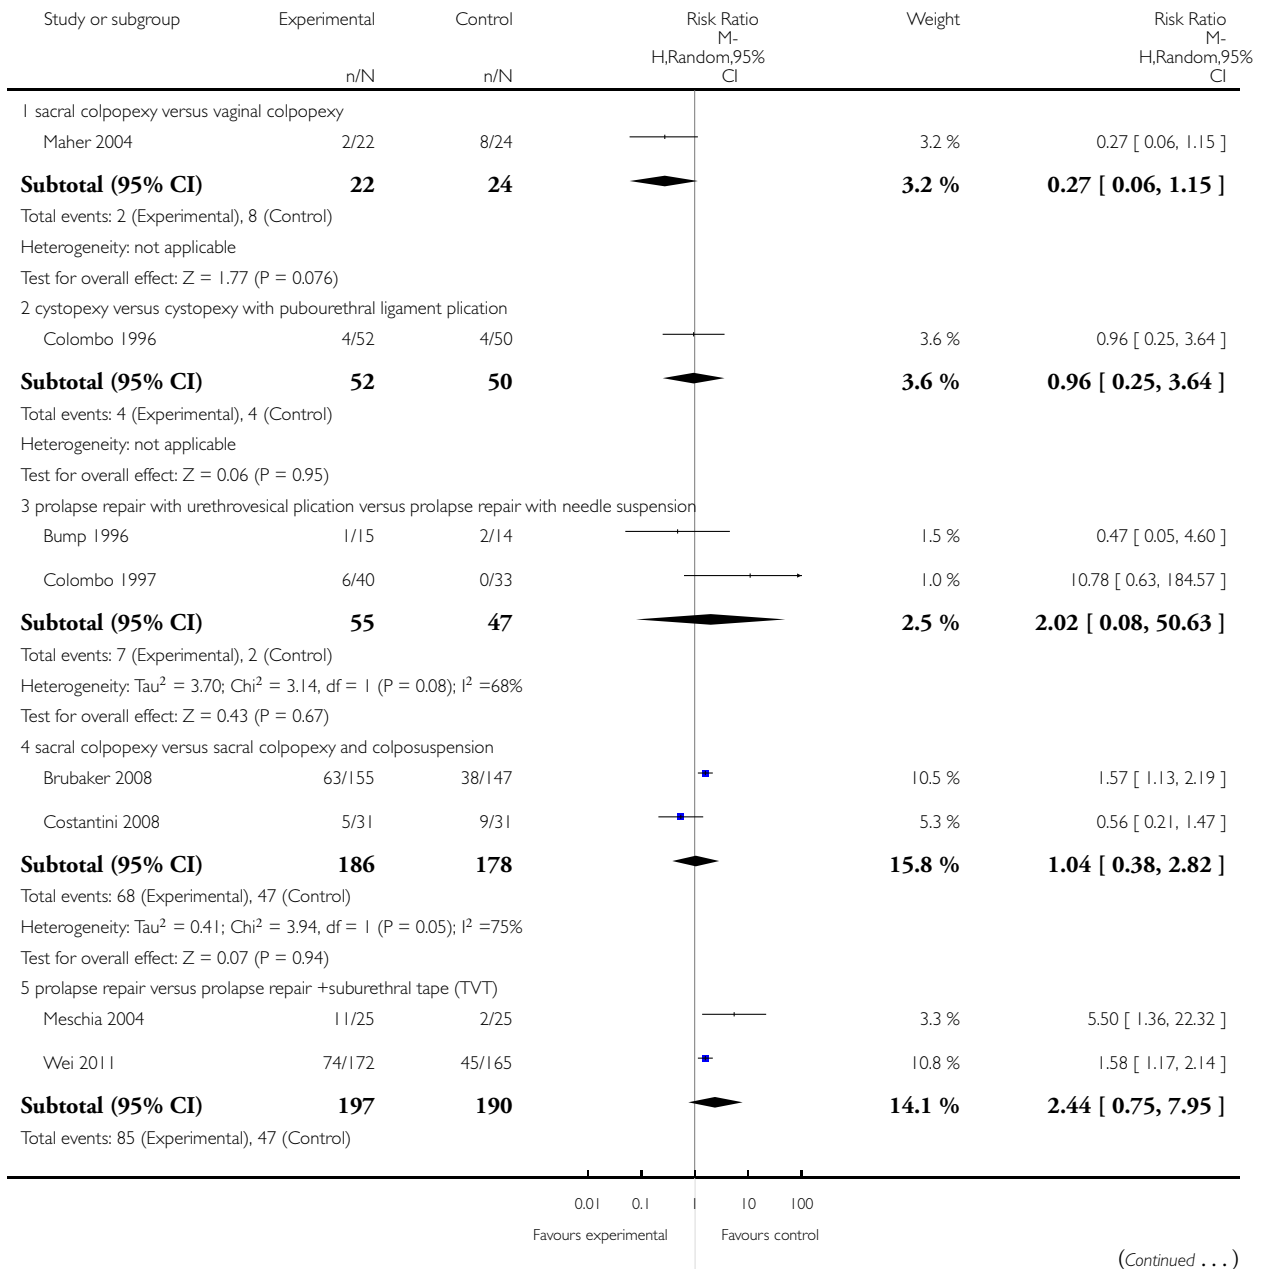 Study or subgroup Experimental Control Risk Ratio Weight Risk Ratio
M- M-
H,Random,95% H,Random,95%
n/N n/N CI CI
1 sacral colpopexy versus vaginal colpopexy
Maher 2004 2/22 8/24 3.2 % 0.27 [ 0.06, 1.15 ]
Subtotal (95% CI) 22 24 3.2 % 0.27 [ 0.06, 1.15 ]
Total events: 2 (Experimental), 8 (Control)
Heterogeneity: not applicable
Test for overall effect: Z = 1.77 (P = 0.076)
2 cystopexy versus cystopexy with pubourethral ligament plication
Colombo 1996 4/52 4/50 3.6 % 0.96 [ 0.25, 3.64 ]
Subtotal (95% CI) 52 50 3.6 % 0.96 [ 0.25, 3.64 ]
Total events: 4 (Experimental), 4 (Control)
Heterogeneity: not applicable
Test for overall effect: Z = 0.06 (P = 0.95)
3 prolapse repair with urethrovesical plication versus prolapse repair with needle suspension
Bump 1996 1/15 2/14 1.5 % 0.47 [ 0.05, 4.60 ]
Colombo 1997 6/40 0/33 1.0 % 10.78 [ 0.63, 184.57 ]
Subtotal (95% CI) 55 47 2.5 % 2.02 [ 0.08, 50.63 ]
Total events: 7 (Experimental), 2 (Control)
Heterogeneity: Tau² = 3.70; Chi² = 3.14, df = 1 (P = 0.08); I² =68%
Test for overall effect: Z = 0.43 (P = 0.67)
4 sacral colpopexy versus sacral colpopexy and colposuspension
Brubaker 2008 63/155 38/147 10.5 % 1.57 [ 1.13, 2.19 ]
Costantini 2008 5/31 9/31 5.3 % 0.56 [ 0.21, 1.47 ]
Subtotal (95% CI) 186 178 15.8 % 1.04 [ 0.38, 2.82 ]
Total events: 68 (Experimental), 47 (Control)
Heterogeneity: Tau² = 0.41; Chi² = 3.94, df = 1 (P = 0.05); I² =75%
Test for overall effect: Z = 0.07 (P = 0.94)
5 prolapse repair versus prolapse repair +suburethral tape (TVT)
Meschia 2004 11/25 2/25 3.3 % 5.50 [ 1.36, 22.32 ]
Wei 2011 74/172 45/165 10.8 % 1.58 [ 1.17, 2.14 ]
Subtotal (95% CI) 197 190 14.1 % 2.44 [ 0.75, 7.95 ]
Total events: 85 (Experimental), 47 (Control)
0.01 0.1 1 10 100
Favours experimental Favours control
(Continued . . . )